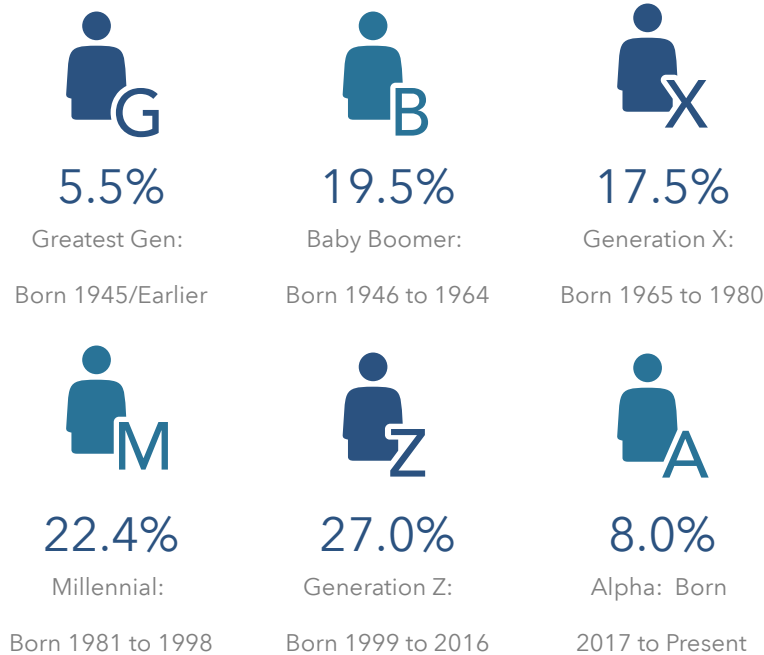 G
B
X
5.5%
19.5%
17.5%
Greatest Gen:
Baby Boomer:
Generation X:
Born 1945/Earlier
Born 1946 to 1964
Born 1965 to 1980
M
Z
A
22.4%
27.0%
8.0%
Millennial:
Generation Z:
Alpha:  Born
Born 1981 to 1998
Born 1999 to 2016
2017 to Present